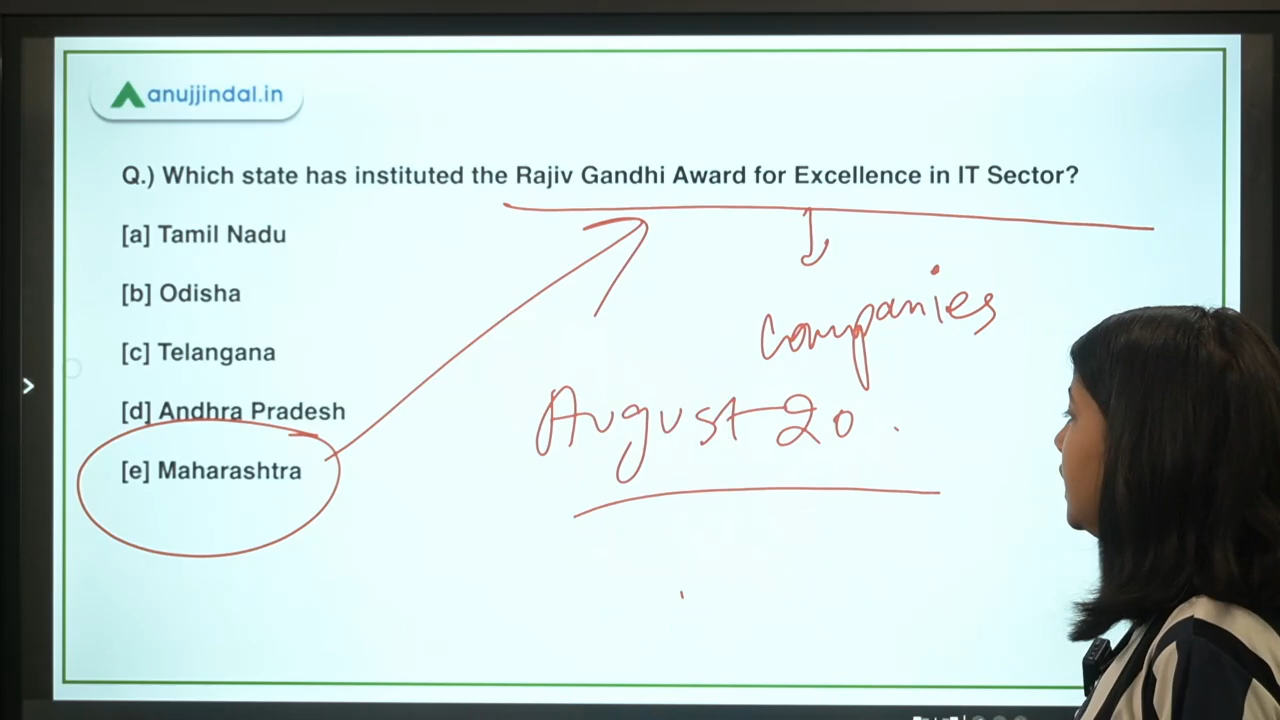 anujjindal.in
Q.) Which state has instituted the Rajiv Gandhi Award for Excellence in IT Sector?
[a] Tamil Nadu
[b] Odisha
[c] Telangana
[d] Andhra Pradesh
[e] Maharashtra
companies
August 20